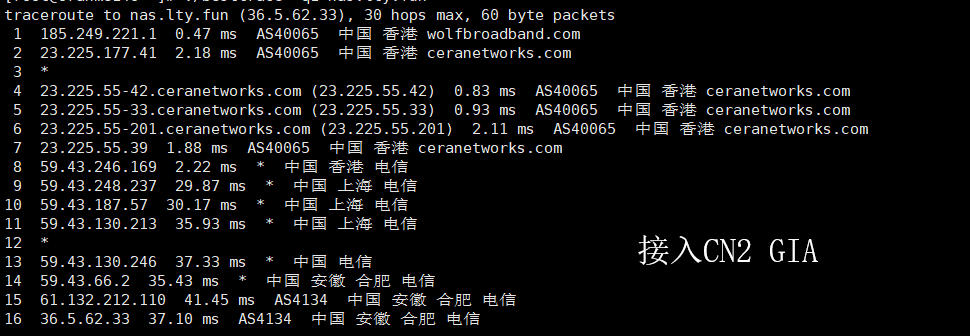 traceroute to nas.lty.fun (36.5.62.33), 30 hops max, 60 byte packets
1 185.249.221.1 0.47 ms AS40065 中国 香港 wolfbroadband.com
2 23.225.177.41 2.18 ms AS40065 中国 香港 ceranetworks.com
3 *
4 23.225.55-42.ceranetworks.com (23.225.55.42) 0.83 ms AS40065 中国 香港 ceranetworks.com
5 23.225.55-33.ceranetworks.com (23.225.55.33) 0.93 ms AS40065 中国 香港 ceranetworks.com
6 23.225.55-201.ceranetworks.com (23.225.55.201) 2.11 ms AS40065 中国 香港 ceranetworks.com
7 23.225.55.39 1.88 ms AS40065 中国 香港 ceranetworks.com
8 59.43.246.169 2.22 ms * 中国 香港 电信
9 59.43.248.237 29.87 ms * 中国 上海 电信
10 59.43.187.57 30.17 ms * 中国 上海 电信
11 59.43.130.213 35.93 ms * 中国 上海 电信
12 *
13 59.43.130.246 37.33 ms * 中国 电信
14 59.43.66.2 35.43 ms * 中国 安徽 合肥 电信
15 61.132.212.110 41.45 ms AS4134 中国 安徽 合肥 电信
16 36.5.62.33 37.10 ms AS4134 中国 安徽 合肥 电信
接入CN2 GIA